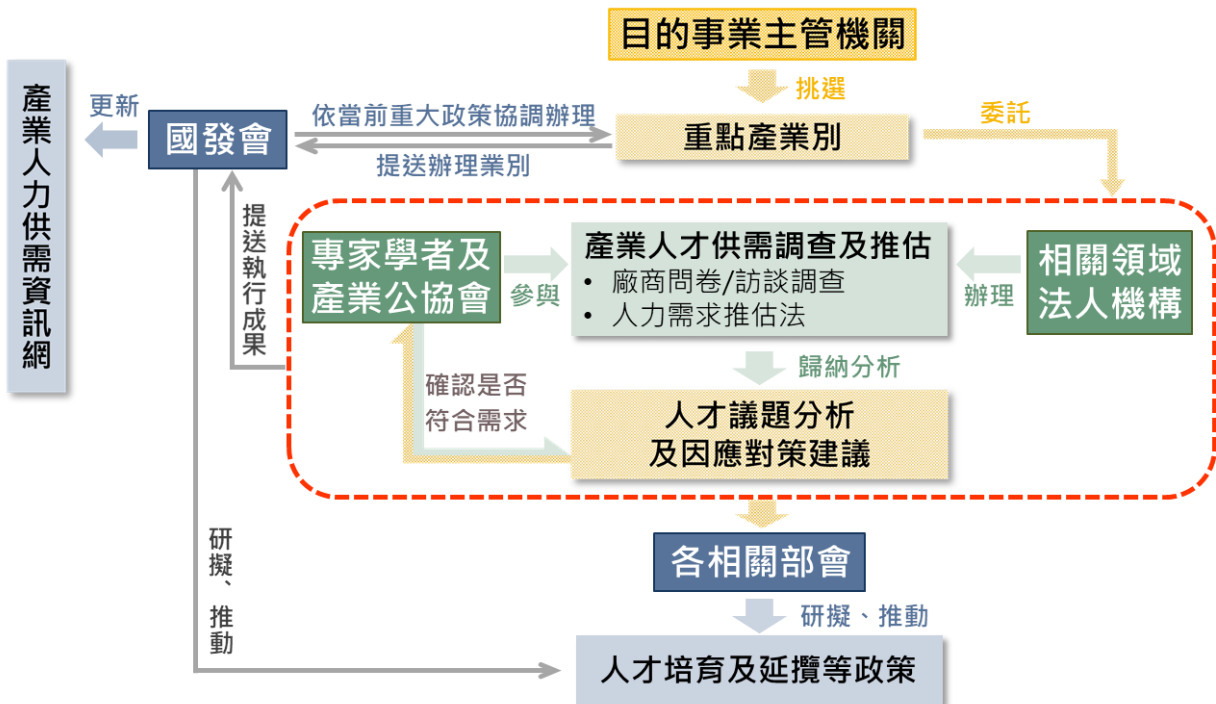 目的事業主管機關
挑選
產業人力供需資訊網
更新
國發會
依當前重大政策協調辦理
提送辦理業別
重點產業別
委託
提送執行成果
專家學者及
產業公協會
參與
產業人才供需調查及推估
• 廠商問卷/訪談調查
• 人力需求推估法
辦理
相關領域
法人機構
歸納分析
確認是否
符合需求
人才議題分析
及因應對策建議
研擬、推動
各相關部會
研擬、推動
人才培育及延攬等政策